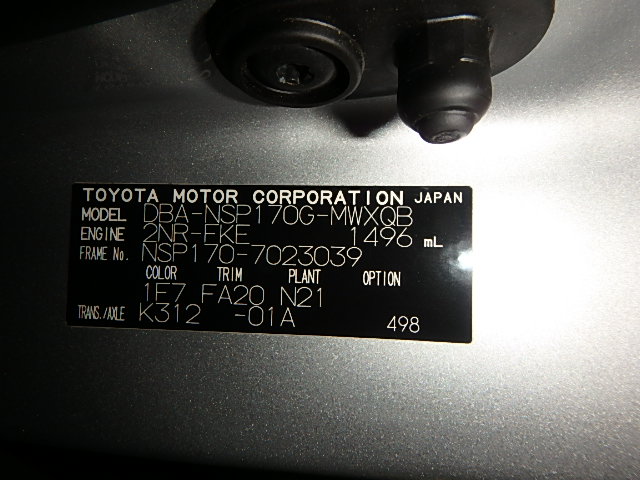 TOYOTA MOTOR CORPORATION JAPAN
MODEL DBA-NSP170G-MWXQB
ENGINE 2NR-FKE 1496 mL
FRAME No. NSP170-7023039
COLOR TRIM PLANT OPTION
1F7 FA20 N21
TRANS./AXLE K312 -01A
498